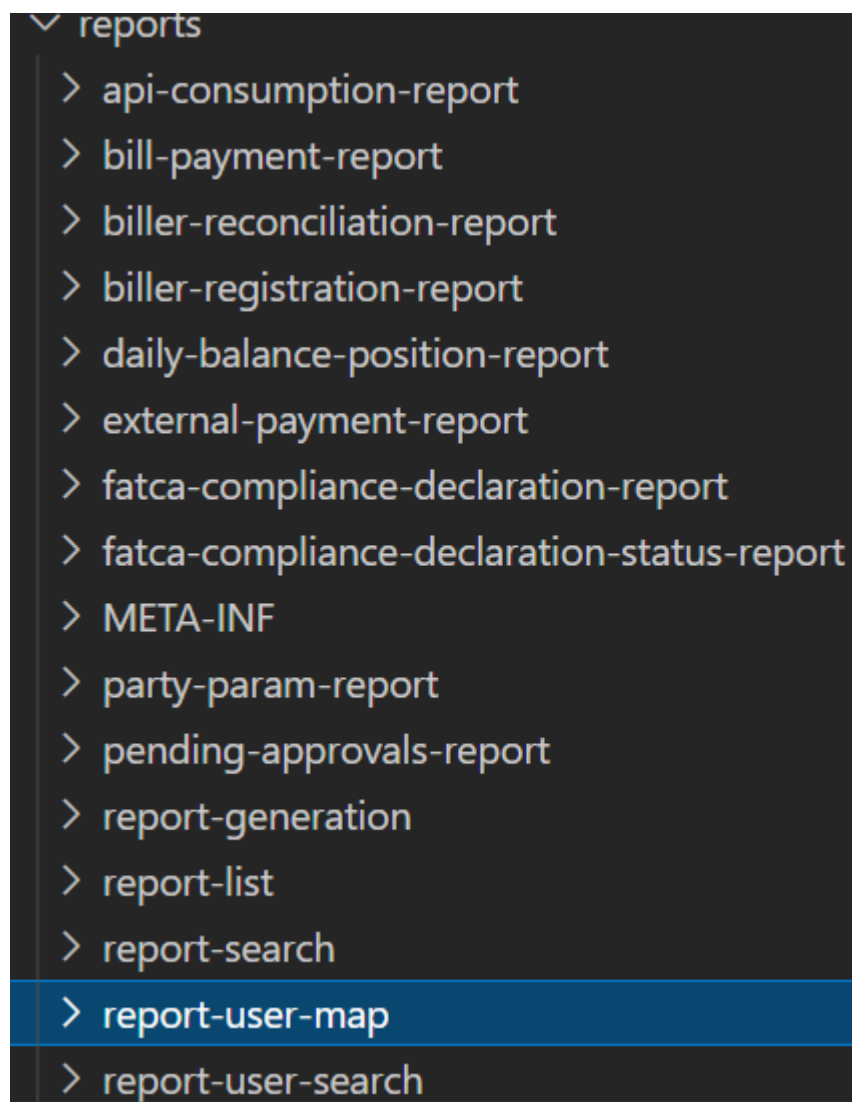 reports
api-consumption-report
bill-payment-report
biller-reconciliation-report
biller-registration-report
daily-balance-position-report
external-payment-report
fatca-compliance-declaration-report
fatca-compliance-declaration-status-report
META-INF
party-param-report
pending-approvals-report
report-generation
report-list
report-search
report-user-map
report-user-search